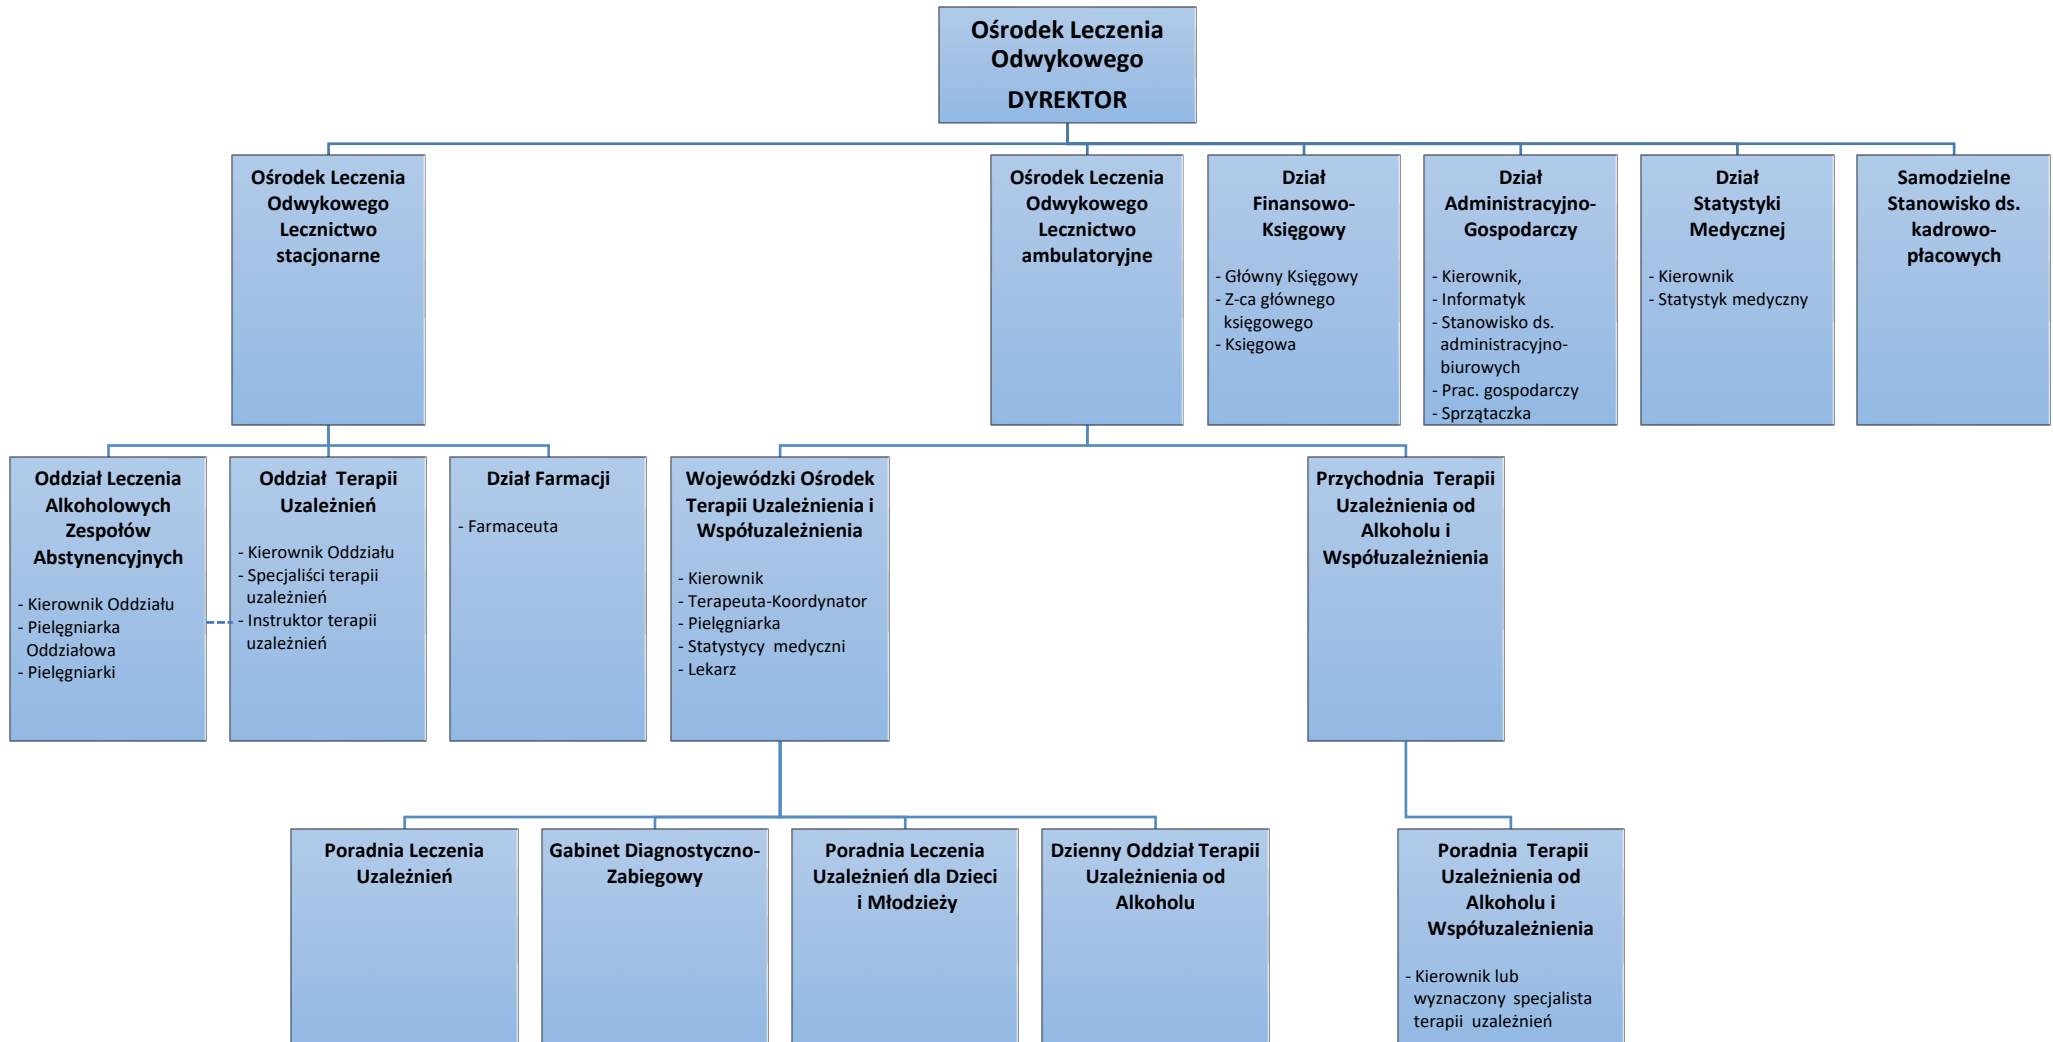 Ośrodek Leczenia
Odwykowego
DYREKTOR
Ośrodek Leczenia
Odwykowego
Lecznictwo
stacjonarne
Ośrodek Leczenia
Odwykowego
Lecznictwo
ambulatoryjne
Dział
Finansowo-
Księgowy
- Główny Księgowy
- Z-ca głównego
księgowego
- Księgowa
Dział
Administracyjno-
Gospodarczy
- Kierownik,
- Informatyk
- Stanowisko ds.
administracyjno-
biurowych
- Prac. gospodarczy
- Sprzątaczka
Dział
Statystyki
Medycznej
- Kierownik
- Statystyk medyczny
Samodzielne
Stanowisko ds.
kadrowo-
płacowych
Oddział Leczenia
Alkoholowych
Zespołów
Abstynencyjnych
- Kierownik Oddziału
- Pielęgniarka
Oddziałowa
- Pielęgniarki
Oddział Terapii
Uzależnień
- Kierownik Oddziału
- Specjaliści terapii
uzależnień
- Instruktor terapii
uzależnień
Dział Farmacji
- Farmaceuta
Wojewódzki Ośrodek
Terapii Uzależnienia i
Współuzależnienia
- Kierownik
- Terapeuta-Koordynator
- Pielęgniarka
- Statystycy medyczni
- Lekarz
Przychodnia Terapii
Uzależnienia od
Alkoholu i
Współuzależnienia
Poradnia Leczenia
Uzależnień
Gabinet Diagnostyczno-
Zabiegowy
Poradnia Leczenia
Uzależnień dla Dzieci
i Młodzieży
Dzienny Oddział Terapii
Uzależnienia od
Alkoholu
Poradnia Terapii
Uzależnienia od
Alkoholu i
Współuzależnienia
- Kierownik lub
wyznaczony specjalista
terapii uzależnień